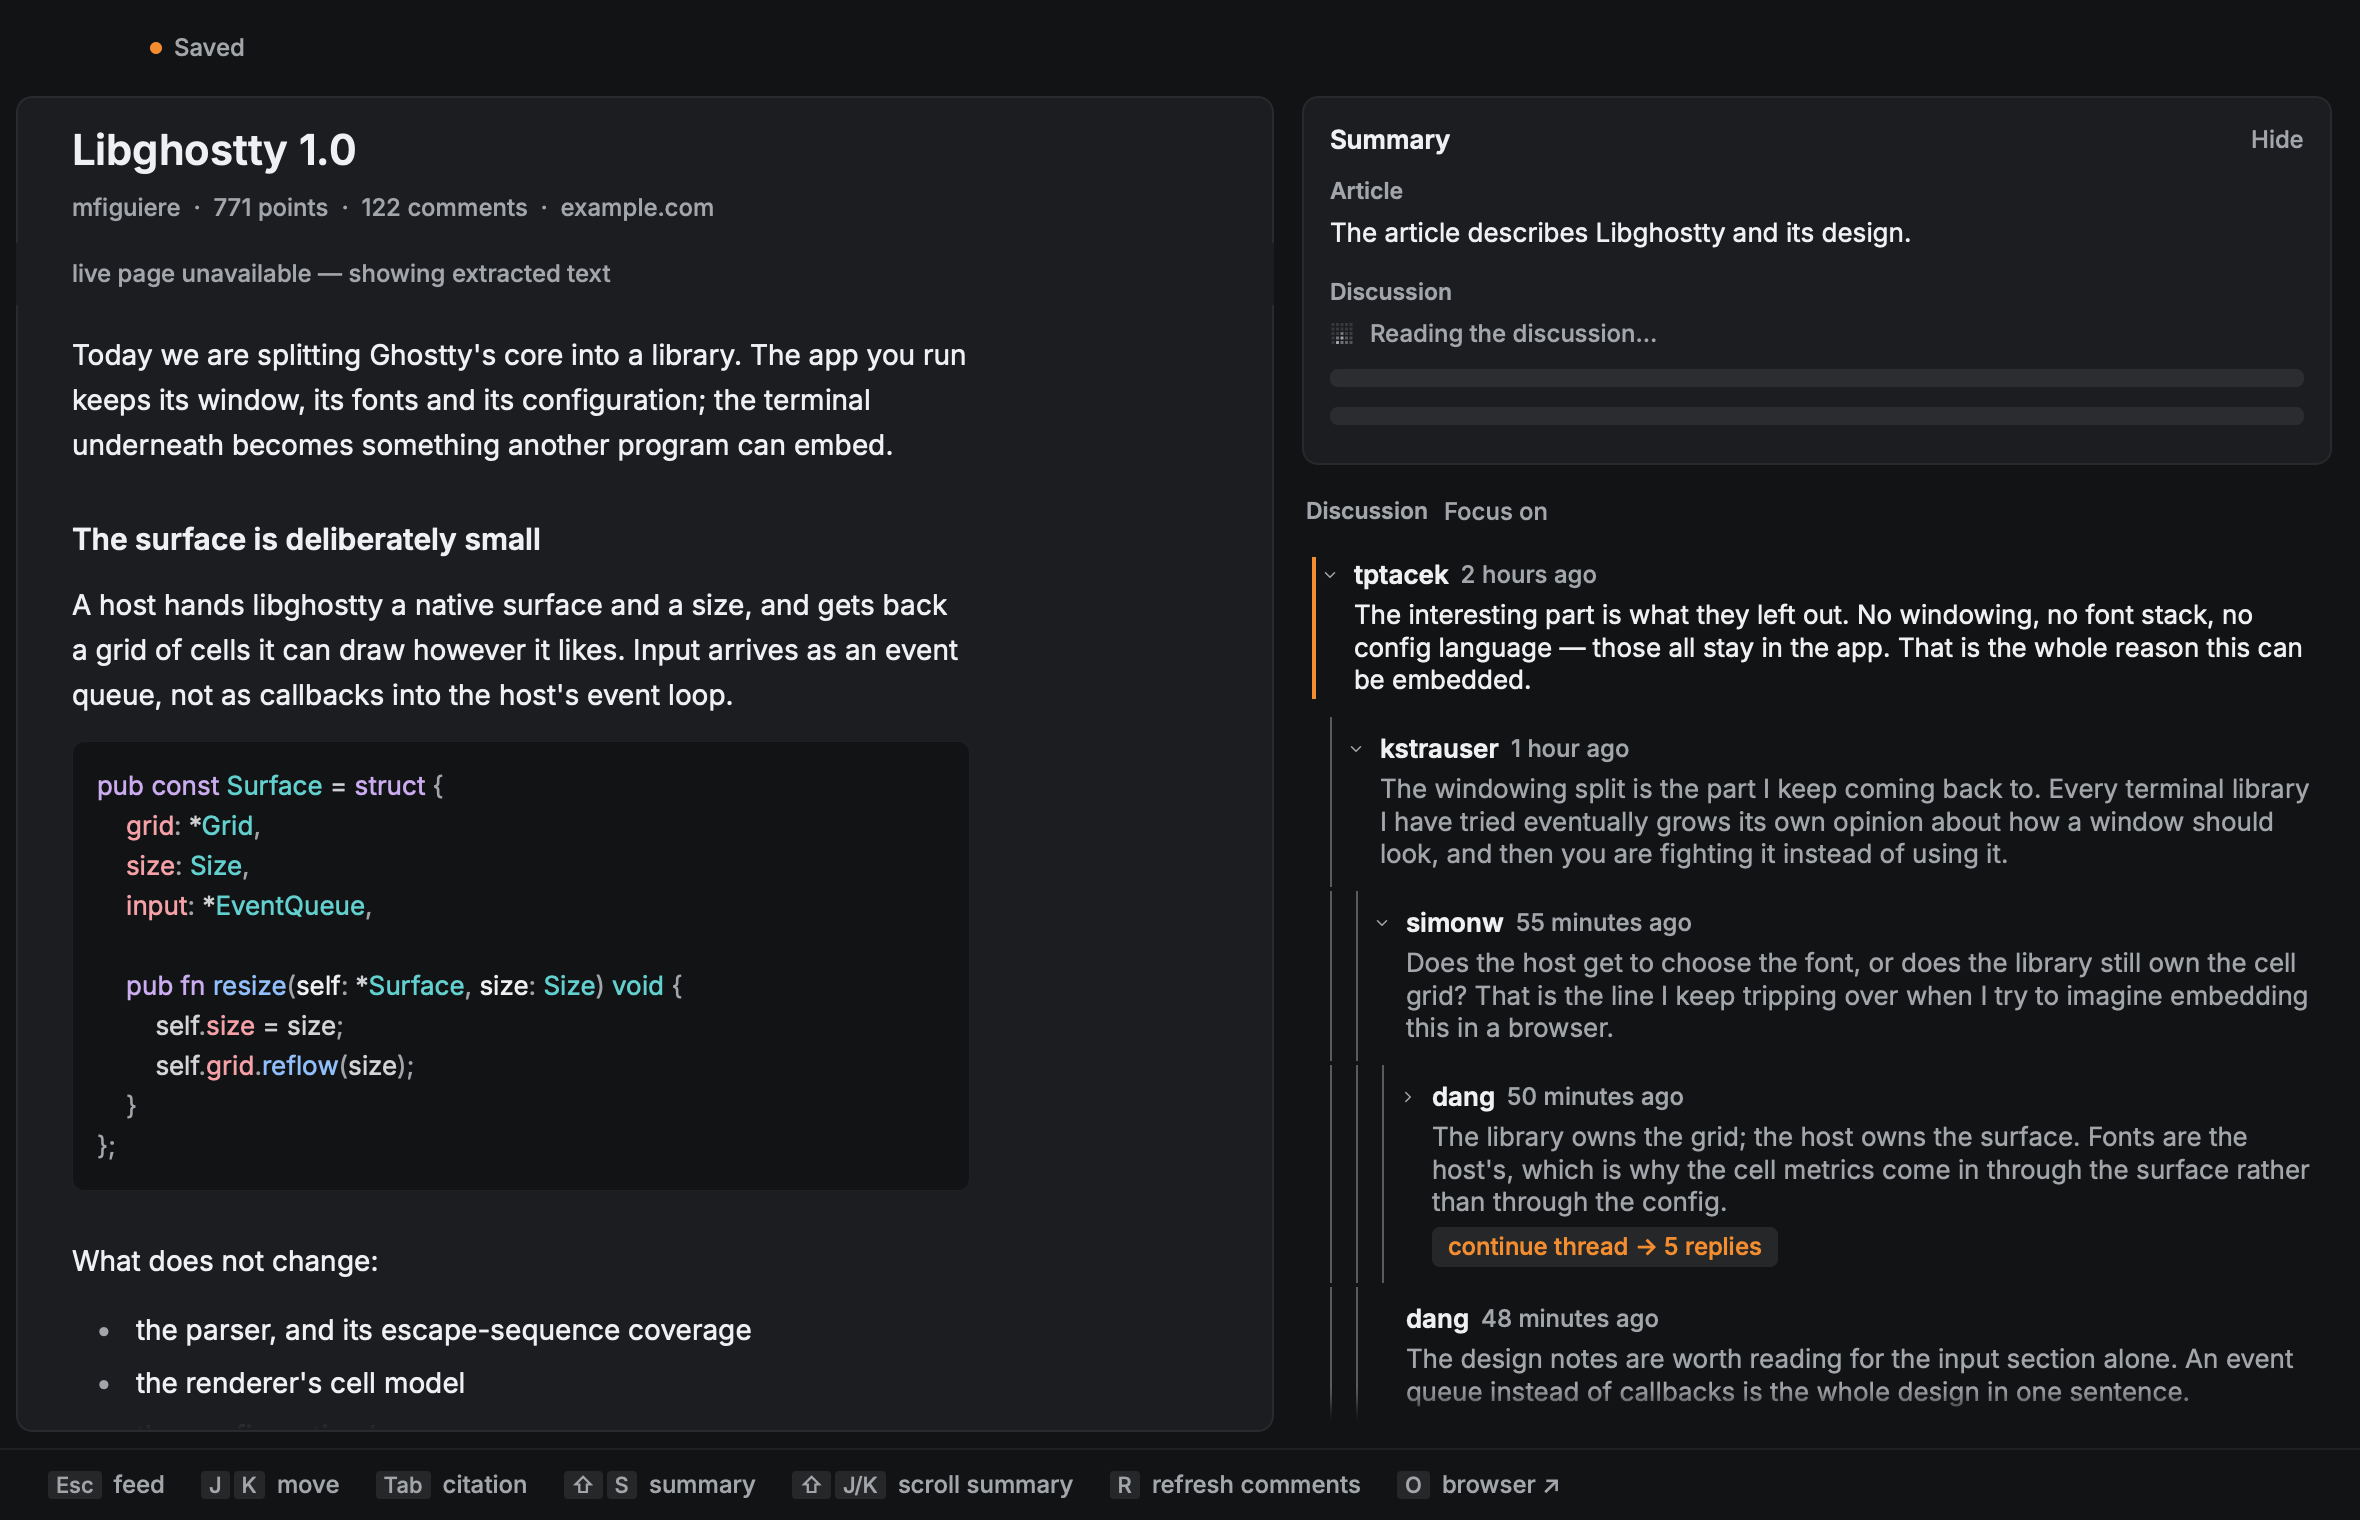 Saved
Libghostty 1.0
mfiguiere · 771 points · 122 comments · example.com
live page unavailable — showing extracted text
Today we are splitting Ghostty's core into a library. The app you run
keeps its window, its fonts and its configuration; the terminal
underneath becomes something another program can embed.
The surface is deliberately small
A host hands libghostty a native surface and a size, and gets back
a grid of cells it can draw however it likes. Input arrives as an event
queue, not as callbacks into the host's event loop.
pub const Surface = struct {
grid: *Grid,
size: Size,
input: *EventQueue,
pub fn resize(self: *Surface, size: Size) void {
self.size = size;
self.grid.reflow(size);
}
};
What does not change:
• the parser, and its escape-sequence coverage
• the renderer's cell model
Summary
Hide
Article
The article describes Libghostty and its design.
Discussion
Reading the discussion...
Discussion Focus on
tptacek 2 hours ago
The interesting part is what they left out. No windowing, no font stack, no
config language — those all stay in the app. That is the whole reason this can
be embedded.
kstrauser 1 hour ago
The windowing split is the part I keep coming back to. Every terminal library
I have tried eventually grows its own opinion about how a window should
look, and then you are fighting it instead of using it.
simonw 55 minutes ago
Does the host get to choose the font, or does the library still own the cell
grid? That is the line I keep tripping over when I try to imagine embedding
this in a browser.
dang 50 minutes ago
The library owns the grid; the host owns the surface. Fonts are the
host's, which is why the cell metrics come in through the surface rather
than through the config.
continue thread → 5 replies
dang 48 minutes ago
The design notes are worth reading for the input section alone. An event
queue instead of callbacks is the whole design in one sentence.
Esc feed J K move Tab citation ⇧ S summary ⇧ J/K scroll summary R refresh comments O browser ↗